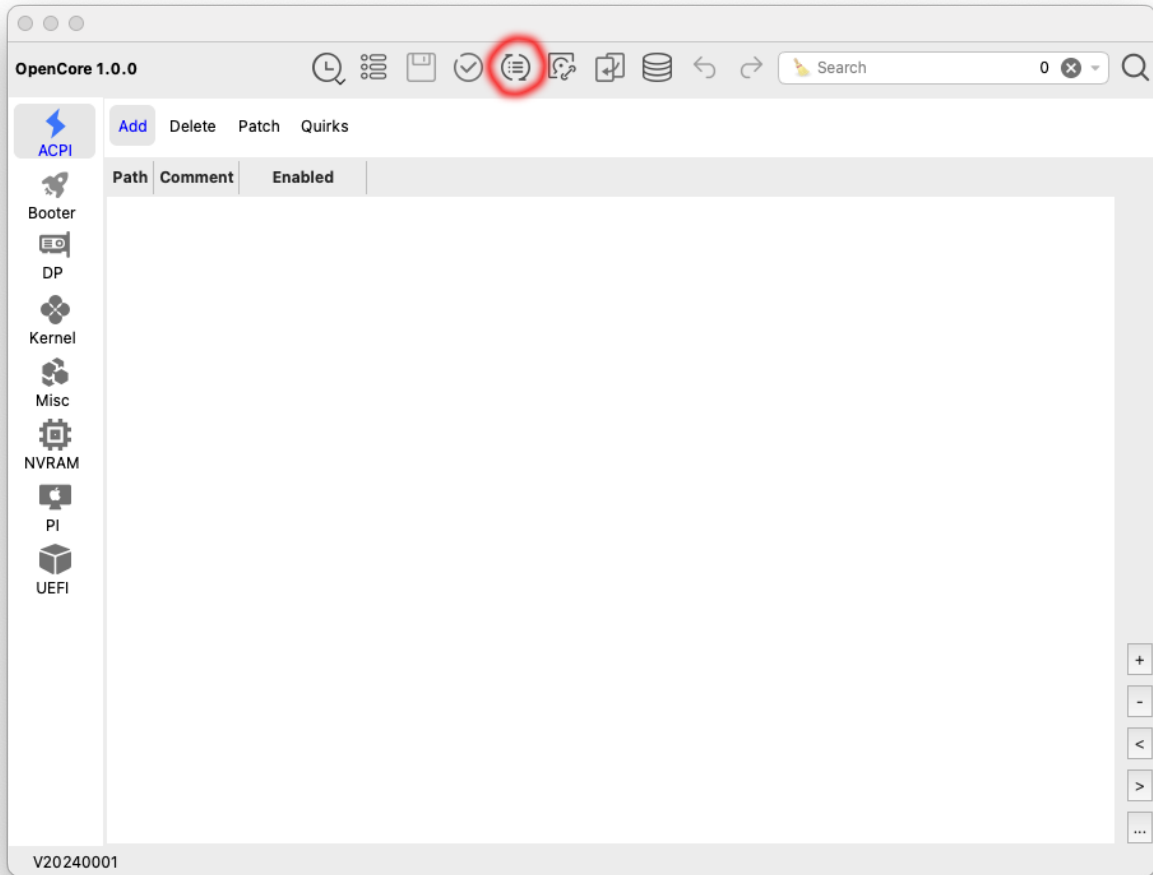 OpenCore 1.0.0
Search 0
ACPI
Booter
DP
Kernel
Misc
NVRAM
PI
UEFI
Add Delete Patch Quirks
Path Comment Enabled
+
-
<
>
...
V20240001